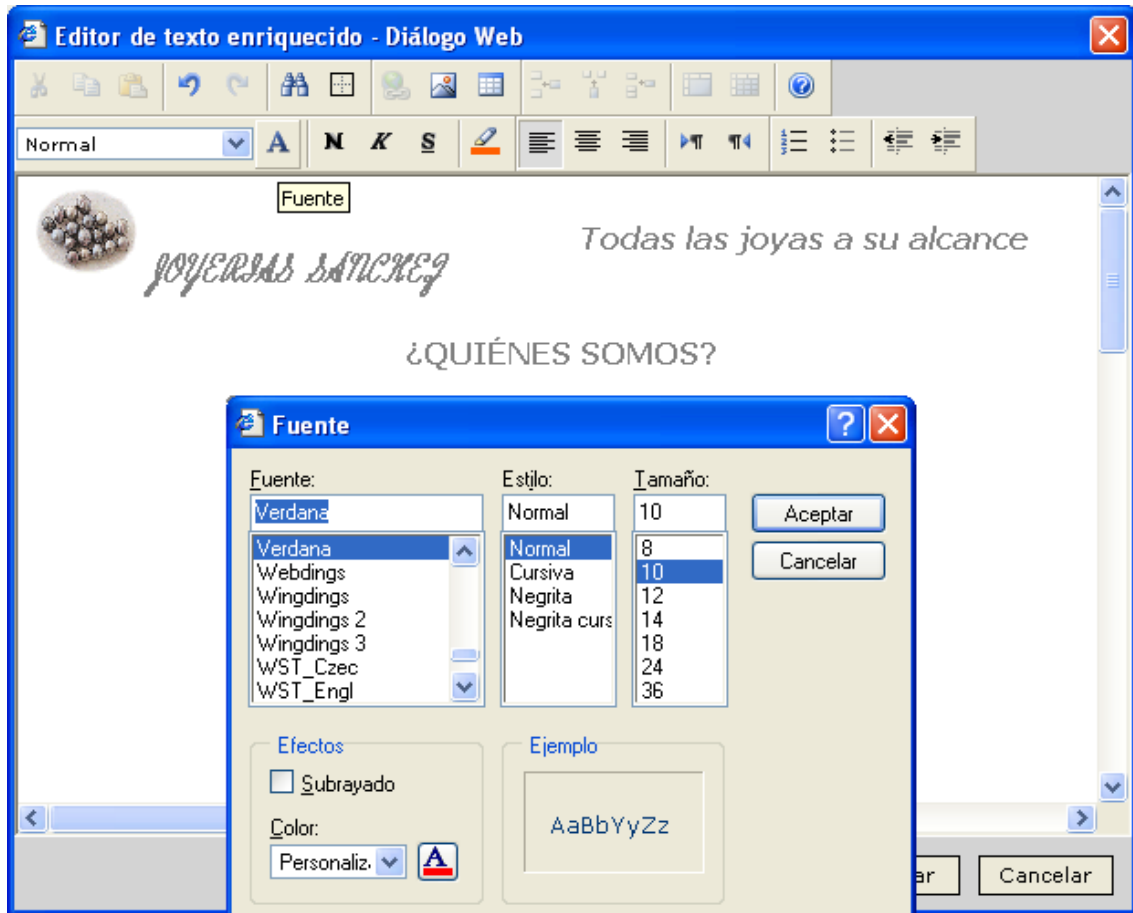 Editor de texto enriquecido - Diálogo Web
Normal A N K S
Fuente
Todas las joyas a su alcance
JOYERIAS SANCHEZ
¿QUIÉNES SOMOS?
Fuente
Fuente: Estilo: Tamaño:
Verdana Normal 10 Aceptar
Verdana Normal 8
Webdings Cursiva 10 Cancelar
Wingdings Negrita 12
Wingdings 2 Negrita curs 14
Wingdings 3 18
WST_Czec 24
WST_Engl 36
Efectos Ejemplo
Subrayado
AaBbYyZz
Color:
Personaliz. A
ar Cancelar